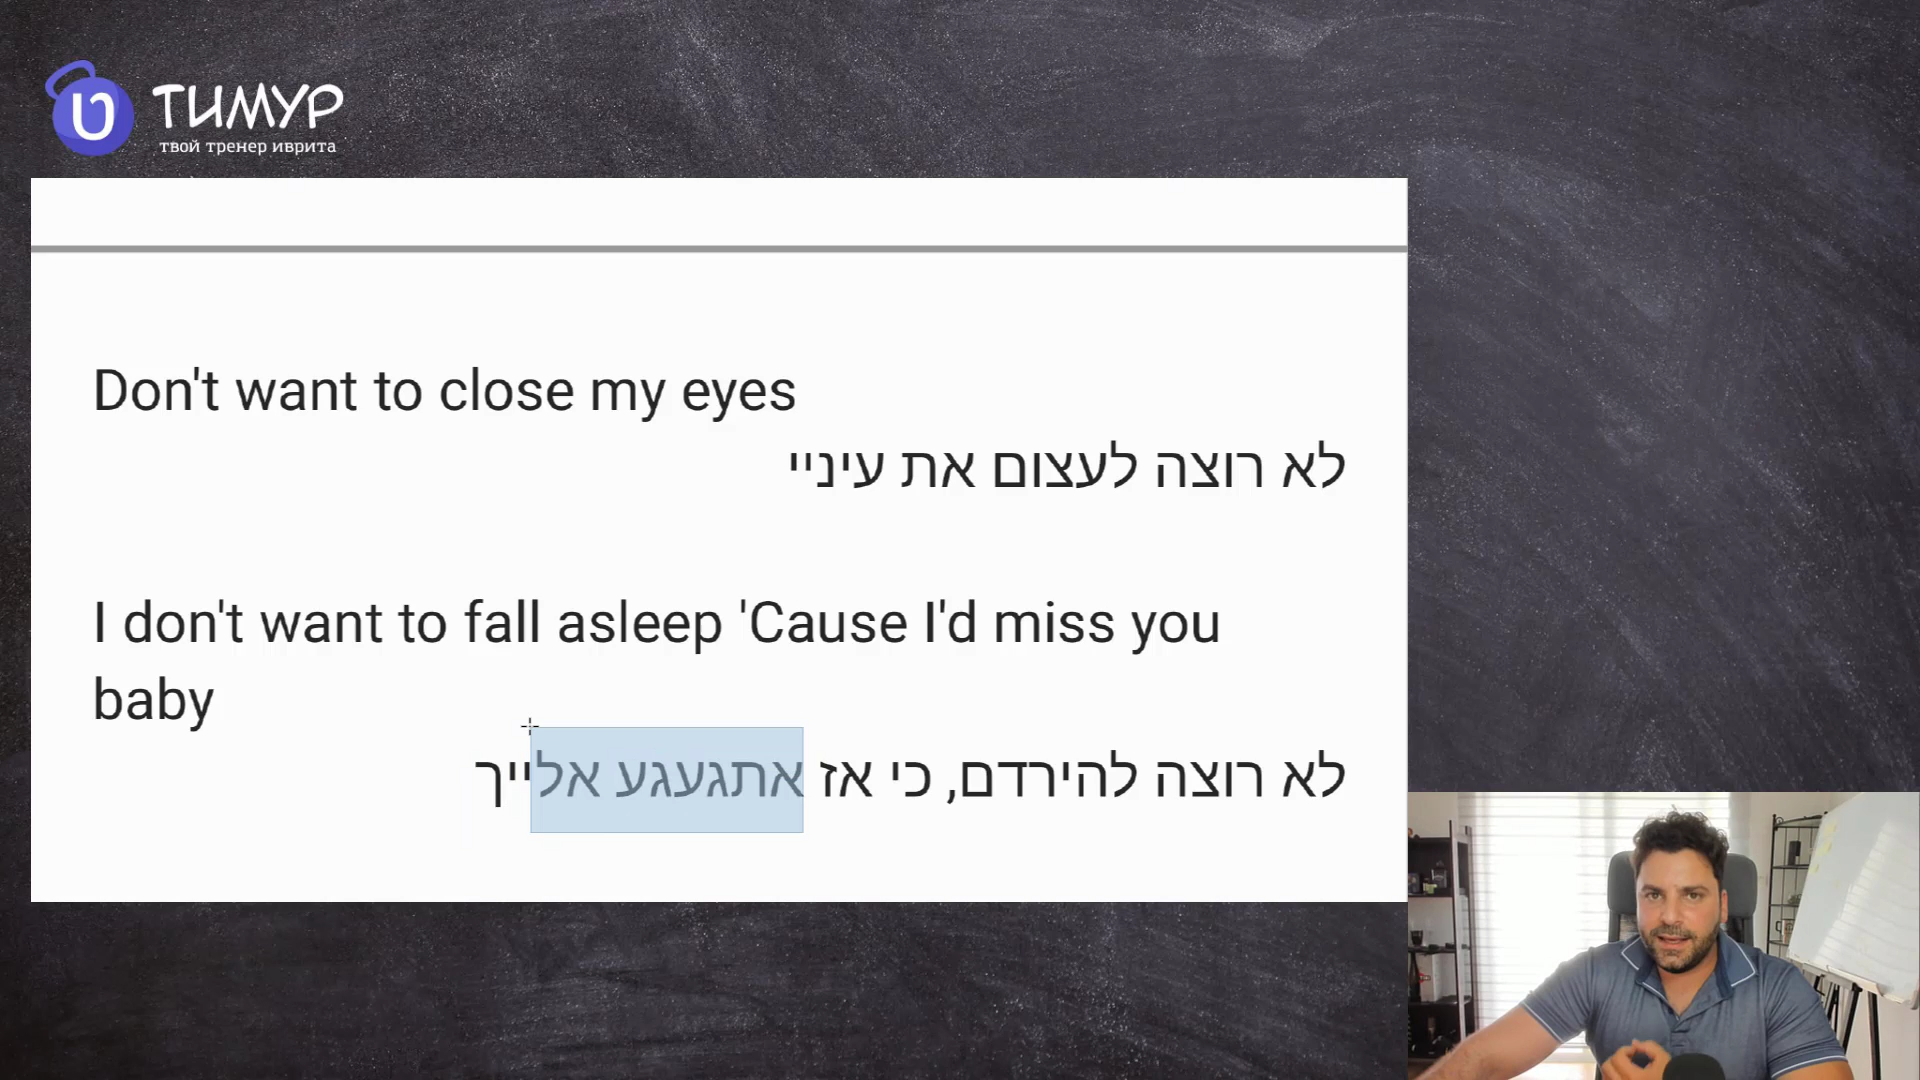 ТИМУР
твой тренер иврита
Don't want to close my eyes
לא רוצה לעצום את עיניי
I don't want to fall asleep 'Cause I'd miss you
baby
לא רוצה להירדם, כי אז אתגעגע אלייך